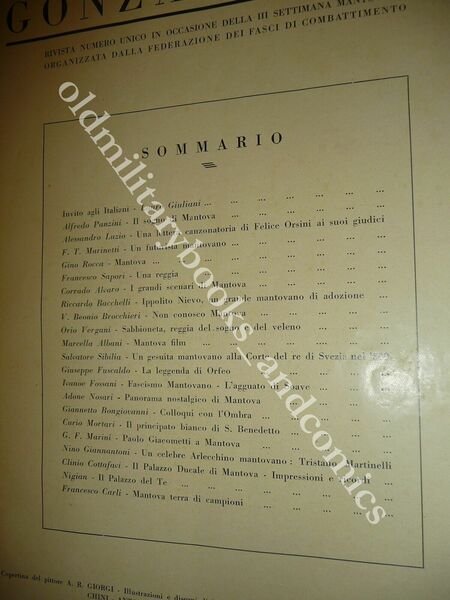 GONZA
RIVISTA NUMERO UNICO IN OCCASIONE DELLA III SETTIMANA
ORGANIZZATA DALLA FEDERAZIONE DEI FASCI DI COMBATTIMENTO
SOMMARIO
Invito agli Italiani - Giuliani ... ... ... ...
Alfredo Panzini - Il sogno di Mantova ... ... ... ...
Alessandro Luzio - Una lettera canzonatoria di Felice Orsini ai suoi giudici
F. T. Marinetti - Un futurista mantovano ... ... ... ...
Gino Rocca - Mantova ... ... ... ... ...
Francesco Sapori - Una reggia ... ... ... ...
Corrado Alvaro - I grandi scenari di Mantova ... ... ... ...
Riccardo Bacchelli - Ippolito Nievo, un grande mantovano di adozione ...
V. Beonio Brocchieri - Non conosco Mantova ... ... ...
Orio Vergani - Sabbioneta, reggia del sogno e del veleno ... ...
Marcella Albani - Mantova film ... ... ... ...
Salvatore Sibilia - Un gesuita mantovano alla Corte del re di Svezia nel
Giuseppe Fuscaldo - La leggenda di Orfeo ... ... ...
Ivanoe Fossani - Fascismo Mantovano - L'agguato di Soave ... ...
Adone Nosari - Panorama nostalgico di Mantova ... ... ...
Giannetto Bongiovanni - Colloqui con l'Ombra ... ... ...
Carlo Mortari - Il principato bianco di S. Benedetto ... ... ...
G. F. Marini - Paolo Giacometti a Mantova ... ... ...
Nino Giannantoni - Un celebre Arlecchino mantovano: Tristano Martinelli
Clinio Cottafavi - Il Palazzo Ducale di Mantova - Impressioni e ricordi ...
Nigian - Il Palazzo del Te ... ... ... ...
Francesco Carli - Mantova terra di campioni ... ... ...
Copertina del pittore A. R. GIORGI - Illustrazioni e disegni
CHINI
oldmilitarybooks_andcomics